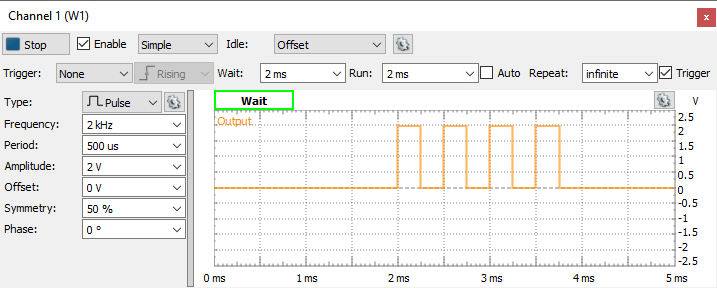 Channel 1 (W1) x
Stop Enable Simple Idle: Offset
Trigger: None Rising Wait: 2 ms Run: 2 ms Auto Repeat: infinite Trigger
Type: Pulse
Frequency: 2 kHz
Period: 500 us
Amplitude: 2 V
Offset: 0 V
Symmetry: 50 %
Phase: 0 °
Wait V
Output
2.5
2
1.5
1
0.5
0
-0.5
-1
-1.5
-2
-2.5
0 ms 1 ms 2 ms 3 ms 4 ms 5 ms